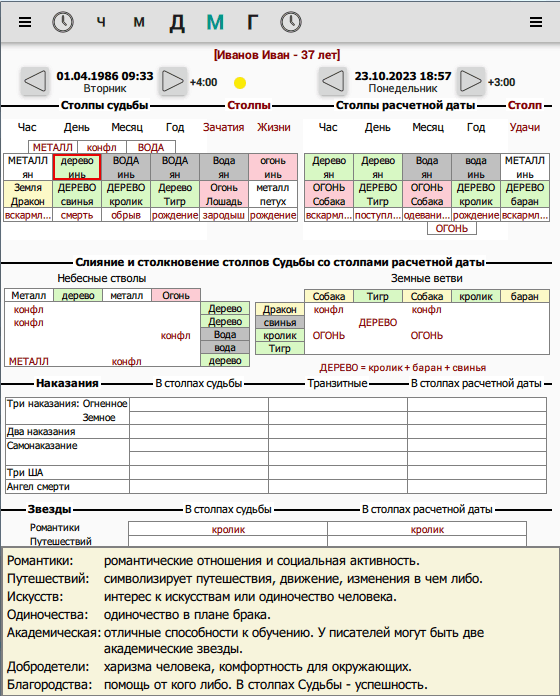 Ч М Д М Г
[Иванов Иван - 37 лет]
01.04.1986 09:33 +4:00 23.10.2023 18:57 +3:00
Вторник Понедельник
Столпы судьбы Столпы Столпы расчетной даты Столп
Час День Месяц Год Зачатия Жизни Час День Месяц Год Удачи
МЕТАЛЛ конфл ВОДА
МЕТАЛЛ дерево ВОДА ВОДА Вода огонь Дерево Дерево Вода вода МЕТАЛЛ
ян инь ян ян ян инь ян ян ян инь инь
Земля СВИНЬЯ ДЕРЕВО Дерево Огонь металл ОГОНЬ ДЕРЕВО ОГОНЬ ДЕРЕВО ДЕРЕВО
Дракон свинья кролик Тигр Лошадь петух Собака Тигр Собака кролик баран
вскармл... смерть обрыв рождение зародыш рождение вскармл... поступл... одевани... рождение вскармл...
ОГОНЬ
Слияние и столкновение столпов Судьбы со столпами расчетной даты
Небесные стволы Земные ветви
Металл дерево металл Огонь Собака Тигр Собака кролик баран
конфл Дерево Дракон конфл конфл
конфл Дерево свинья ДЕРЕВО
конфл Вода кролик ОГОНЬ ОГОНЬ
вода Тигр
МЕТАЛЛ конфл дерево
ДЕРЕВО = кролик + баран + свинья
Наказания В столпах судьбы Транзитные В столпах расчетной даты
Три наказания: Огненное
Земное
Два наказания
Самонаказание
Три ША
Ангел смерти
Звезды В столпах судьбы В столпах расчетной даты
Романтики кролик кролик
Путешествий
Романтики: романтические отношения и социальная активность.
Путешествий: символизирует путешествия, движение, изменения в чем либо.
Искусств: интерес к искусствам или одиночество человека.
Одиночества: одиночество в плане брака.
Академическая: отличные способности к обучению. У писателей могут быть две
академические звезды.
Добродетели: харизма человека, комфортность для окружающих.
Благородства: помощь от кого либо. В столпах Судьбы - успешность.